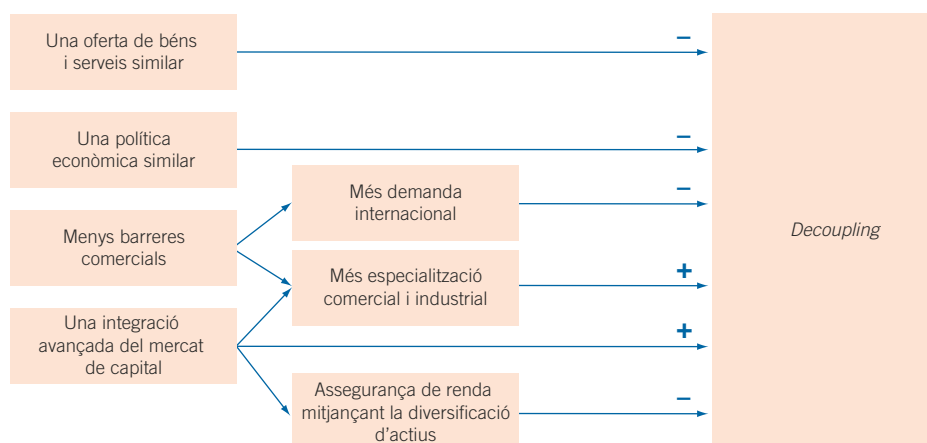 Una oferta de béns
i serveis similar
–
Una política
econòmica similar
–
Més demanda
internacional
–
Menys barreres
comercials
Decoupling
Més especialització
comercial i industrial
+
Una integració
avançada del mercat
de capital
+
Assegurança de renda
mitjançant la diversificació
d’actius
–